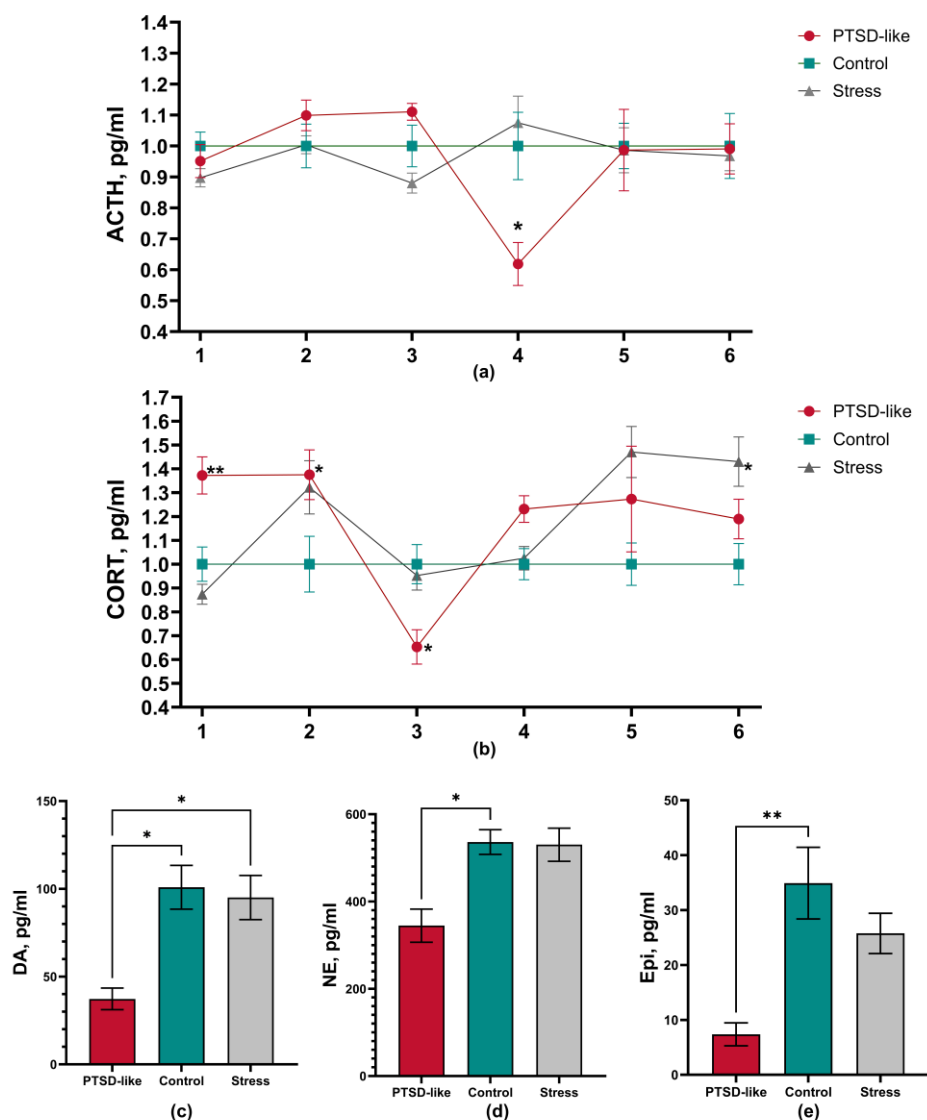 PTSD-like
Control
Stress
ACTH, pg/ml
1.4
1.3
1.2
1.1
1.0
0.9
0.8
0.7
0.6
0.5
0.4
*
1 2 3 4 5 6
(a)
PTSD-like
Control
Stress
CORT, pg/ml
1.7
1.6
1.5
1.4
1.3
1.2
1.1
1.0
0.9
0.8
0.7
0.6
0.5
0.4
** * * *
1 2 3 4 5 6
(b)
DA, pg/ml
150
100
50
0
*
*
PTSD-like Control Stress
(c)
NE, pg/ml
600
400
200
0
*
PTSD-like Control Stress
(d)
Epi, pg/ml
50
40
30
20
10
0
**
PTSD-like Control Stress
(e)